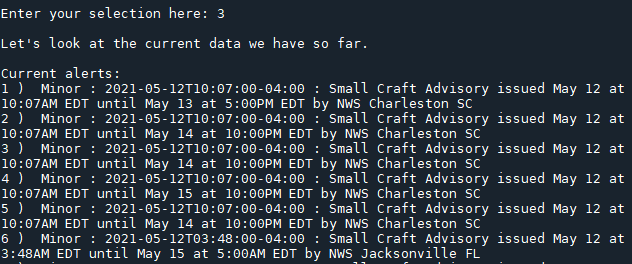 Enter your selection here: 3
Let's look at the current data we have so far.
Current alerts:
1 )  Minor : 2021-05-12T10:07:00-04:00 : Small Craft Advisory issued May 12 at
10:07AM EDT until May 13 at 5:00PM EDT by NWS Charleston SC
2 )  Minor : 2021-05-12T10:07:00-04:00 : Small Craft Advisory issued May 12 at
10:07AM EDT until May 14 at 10:00PM EDT by NWS Charleston SC
3 )  Minor : 2021-05-12T10:07:00-04:00 : Small Craft Advisory issued May 12 at
10:07AM EDT until May 14 at 10:00PM EDT by NWS Charleston SC
4 )  Minor : 2021-05-12T10:07:00-04:00 : Small Craft Advisory issued May 12 at
10:07AM EDT until May 15 at 10:00PM EDT by NWS Charleston SC
5 )  Minor : 2021-05-12T10:07:00-04:00 : Small Craft Advisory issued May 12 at
10:07AM EDT until May 14 at 10:00PM EDT by NWS Charleston SC
6 )  Minor : 2021-05-12T03:48:00-04:00 : Small Craft Advisory issued May 12 at
3:48AM EDT until May 15 at 5:00AM EDT by NWS Jacksonville FL